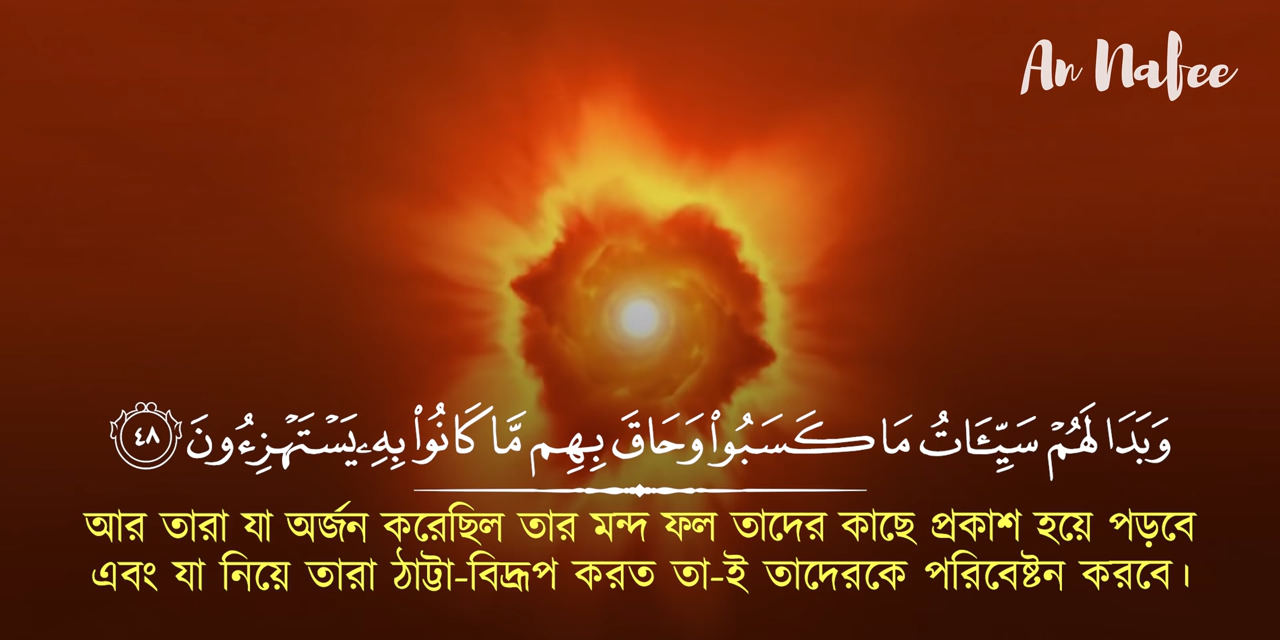 An Nafee
وَبَدَا لَهُمْ سَيِّـَٔاتُ مَا كَسَبُوا۟ وَحَاقَ بِهِم مَّا كَانُوا۟ بِهِۦ يَسْتَهْزِءُونَ ٤٨
আর তারা যা অর্জন করেছিল তার মন্দ ফল তাদের কাছে প্রকাশ হয়ে পড়বে
এবং যা নিয়ে তারা ঠাট্টা-বিদ্রূপ করত তা-ই তাদেরকে পরিবেষ্টন করবে।